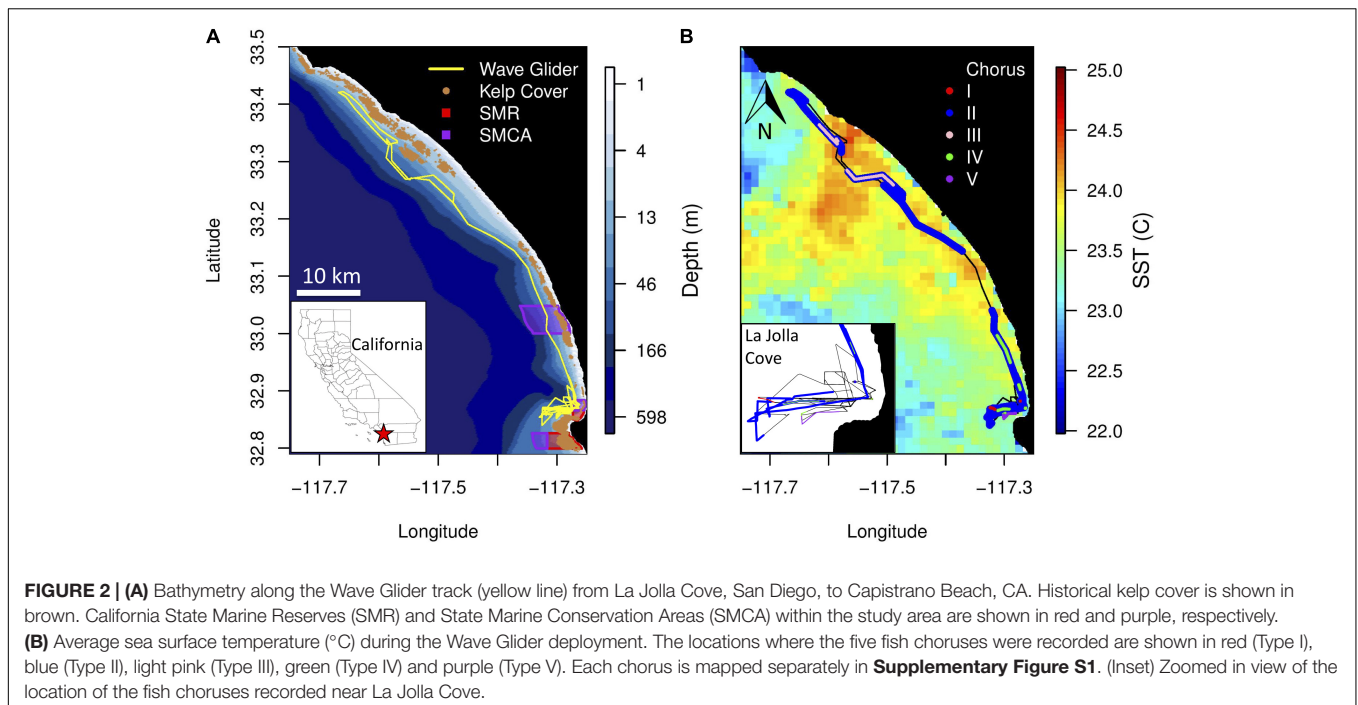 A
B
33.5
33.4
33.3
33.2
33.1
33.0
32.9
32.8
Latitude
Wave Glider
Kelp Cover
SMR
SMCA
10 km
California
−117.7
−117.5
−117.3
Longitude
1
4
13
46
166
598
Depth (m)
N
Chorus
I
II
III
IV
V
La Jolla
Cove
−117.7
−117.5
−117.3
Longitude
25.0
24.5
24.0
23.5
23.0
22.5
22.0
SST (C)
FIGURE 2 | (A) Bathymetry along the Wave Glider track (yellow line) from La Jolla Cove, San Diego, to Capistrano Beach, CA. Historical kelp cover is shown in
brown. California State Marine Reserves (SMR) and State Marine Conservation Areas (SMCA) within the study area are shown in red and purple, respectively.
(B) Average sea surface temperature (°C) during the Wave Glider deployment. The locations where the five fish choruses were recorded are shown in red (Type I),
blue (Type II), light pink (Type III), green (Type IV) and purple (Type V). Each chorus is mapped separately in Supplementary Figure S1. (Inset) Zoomed in view of the
location of the fish choruses recorded near La Jolla Cove.